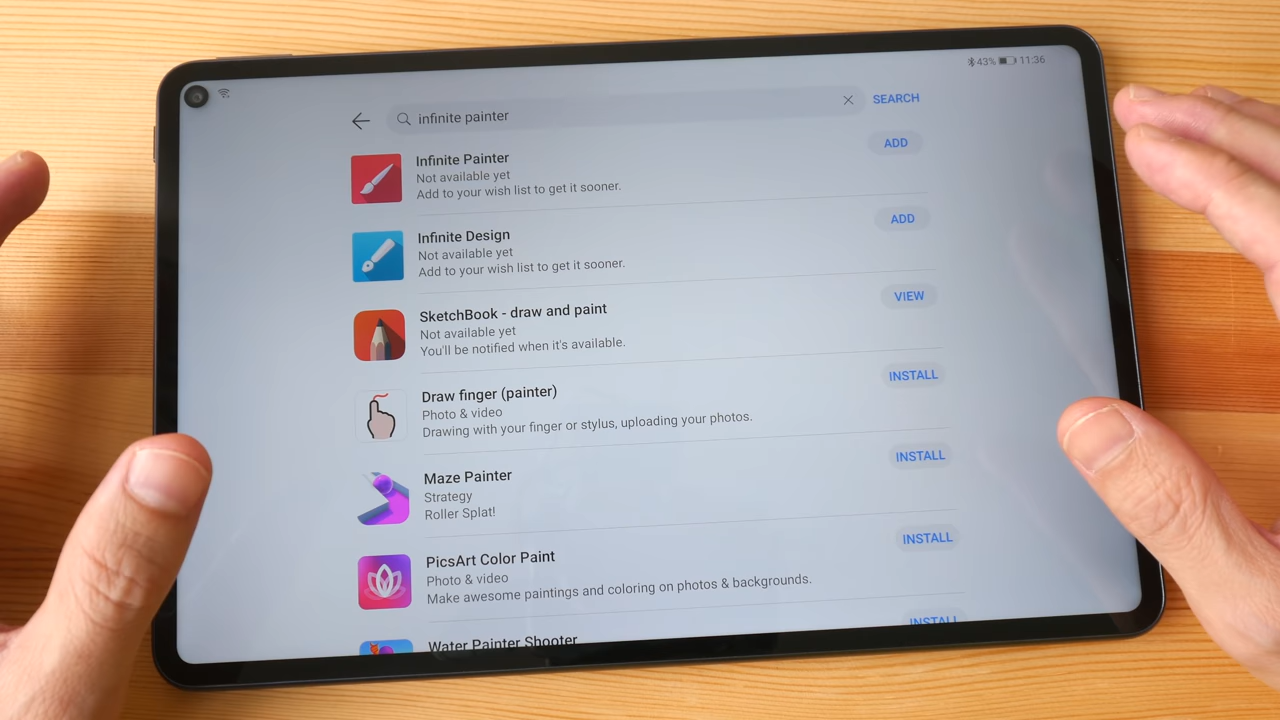 43% 11:36
infinite painter
SEARCH
Infinite Painter
Not available yet
Add to your wish list to get it sooner.
ADD
Infinite Design
Not available yet
Add to your wish list to get it sooner.
ADD
SketchBook - draw and paint
Not available yet
You'll be notified when it's available.
VIEW
Draw finger (painter)
Photo & video
Drawing with your finger or stylus, uploading your photos.
INSTALL
Maze Painter
Strategy
Roller Splat!
INSTALL
PicsArt Color Paint
Photo & video
Make awesome paintings and coloring on photos & backgrounds.
INSTALL
Water Painter Shooter
INSTALL